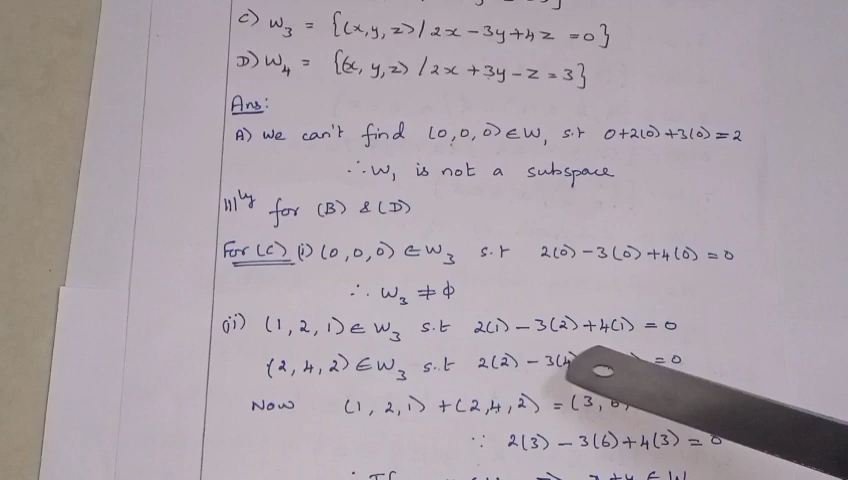 C) W₃ = {(x, y, z) / 2x - 3y + 4z = 0}
D) W₄ = {(x, y, z) / 2x + 3y - z = 3}
Ans:
A) We can't find (0, 0, 0) ∈ W₁ s.t 0 + 2(0) + 3(0) = 2
∴ W₁ is not a subspace
|||ly for (B) & (D)
For (C) (i) (0, 0, 0) ∈ W₃ s.t 2(0) - 3(0) + 4(0) = 0
∴ W₃ ≠ ϕ
(ii) (1, 2, 1) ∈ W₃ s.t 2(1) - 3(2) + 4(1) = 0
(2, 4, 2) ∈ W₃ s.t 2(2) - 3(4 = 0
Now (1, 2, 1) + (2, 4, 2) = (3, 6,
∵ 2(3) - 3(6) + 4(3) = 0
∴ If x + y ∈ W